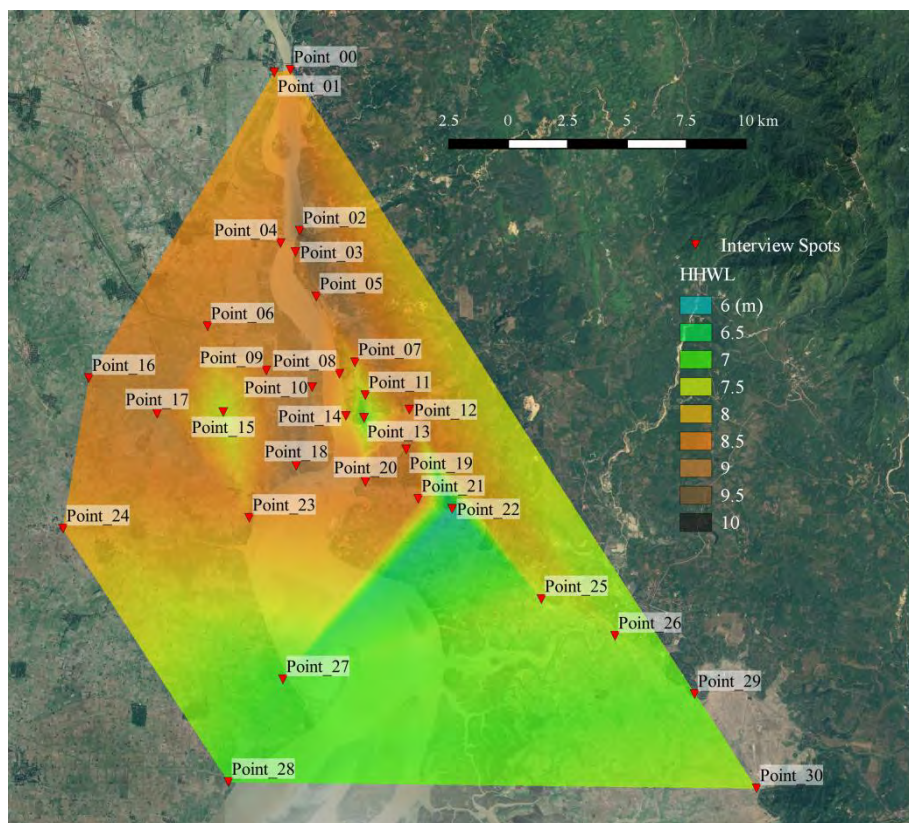 Point_00
Point_01
2.5 0 2.5 5 7.5 10 km
Point_02
Point_04
Point_03
Interview Spots
HHWL
Point_05
6 (m)
6.5
Point_06
7
7.5
Point_09
Point_08
Point_07
8
Point_16
Point_10
Point_11
8.5
Point_17
Point_12
9
Point_15
Point_14
Point_13
9.5
Point_18
Point_19
10
Point_20
Point_21
Point_23
Point_22
Point_24
Point_25
Point_26
Point_27
Point_29
Point_28
Point_30